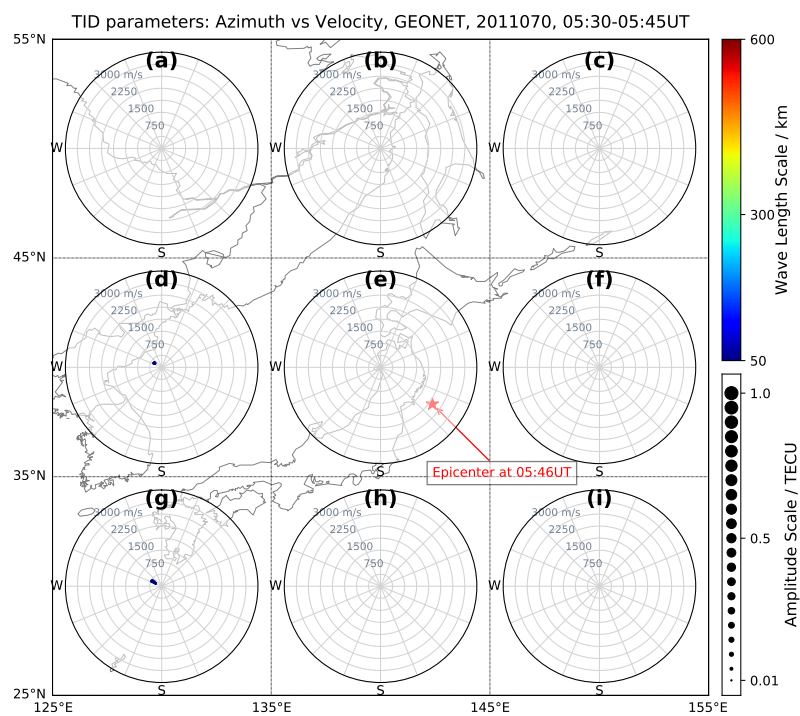 TID parameters: Azimuth vs Velocity, GEONET, 2011070, 05:30-05:45UT
55°N
45°N
35°N
25°N
125°E
135°E
145°E
155°E
(a)
3000 m/s
2250
1500
750
W
S
(b)
3000 m/s
2250
1500
750
W
S
(c)
3000 m/s
2250
1500
750
W
S
(d)
3000 m/s
2250
1500
750
W
S
(e)
3000 m/s
2250
1500
750
W
S
Epicenter at 05:46UT
(f)
3000 m/s
2250
1500
750
W
S
(g)
3000 m/s
2250
1500
750
W
S
(h)
3000 m/s
2250
1500
750
W
S
(i)
3000 m/s
2250
1500
750
W
S
600
300
50
Wave Length Scale / km
1.0
0.5
0.01
Amplitude Scale / TECU